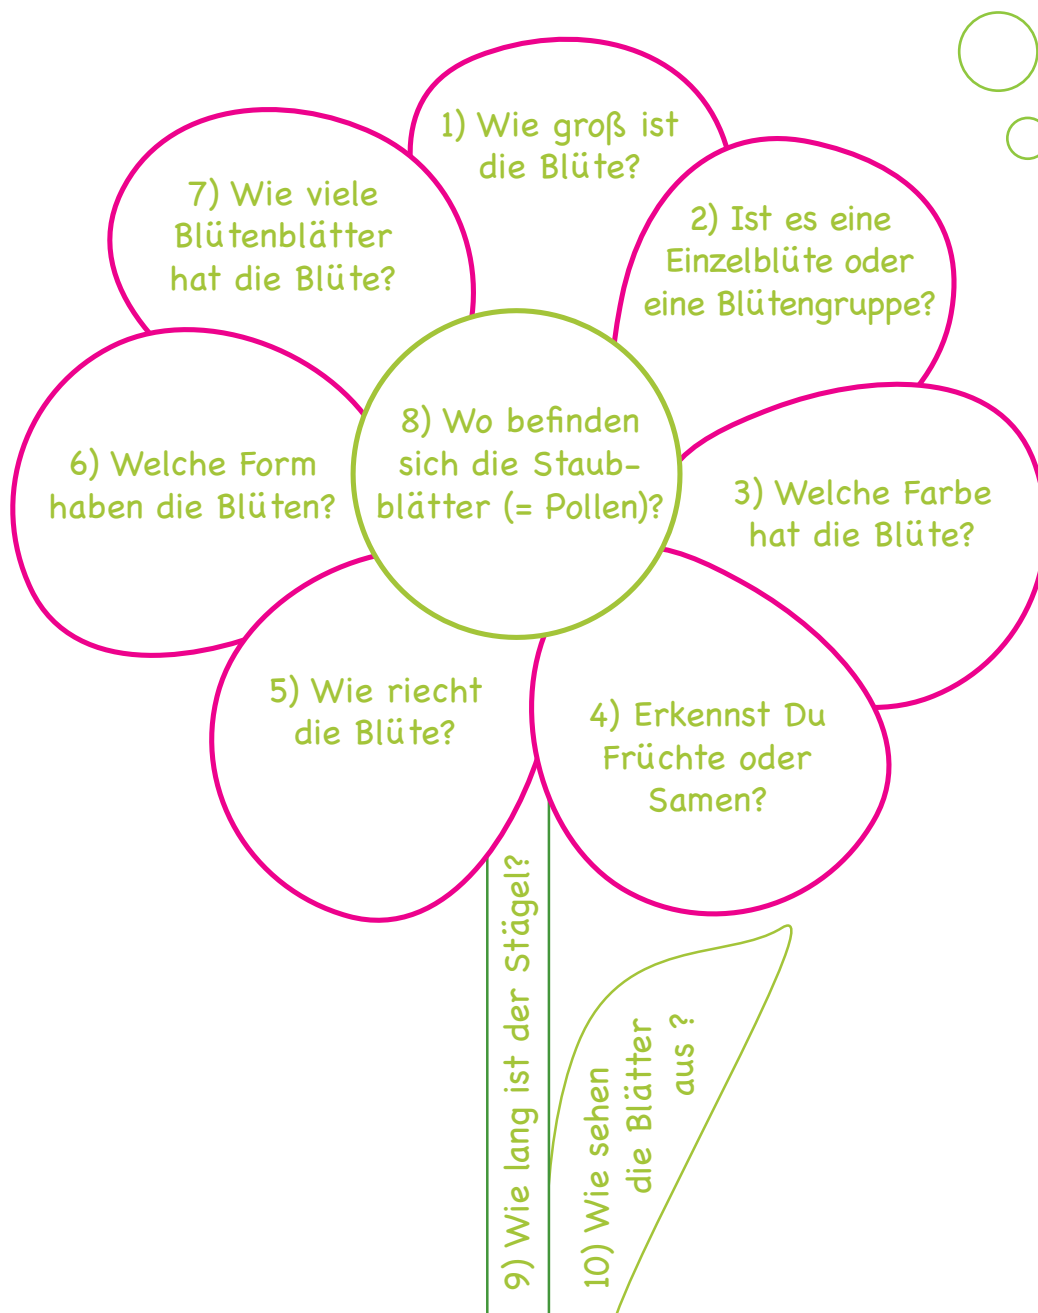 1) Wie groß ist
die Blüte?
2) Ist es eine
Einzelblüte oder
eine Blütengruppe?
3) Welche Farbe
hat die Blüte?
4) Erkennst Du
Früchte oder
Samen?
5) Wie riecht
die Blüte?
6) Welche Form
haben die Blüten?
7) Wie viele
Blütenblätter
hat die Blüte?
8) Wo befinden
sich die Staub-
blätter (= Pollen)?
9) Wie lang ist der Stägel?
10) Wie sehen
die Blätter
aus ?